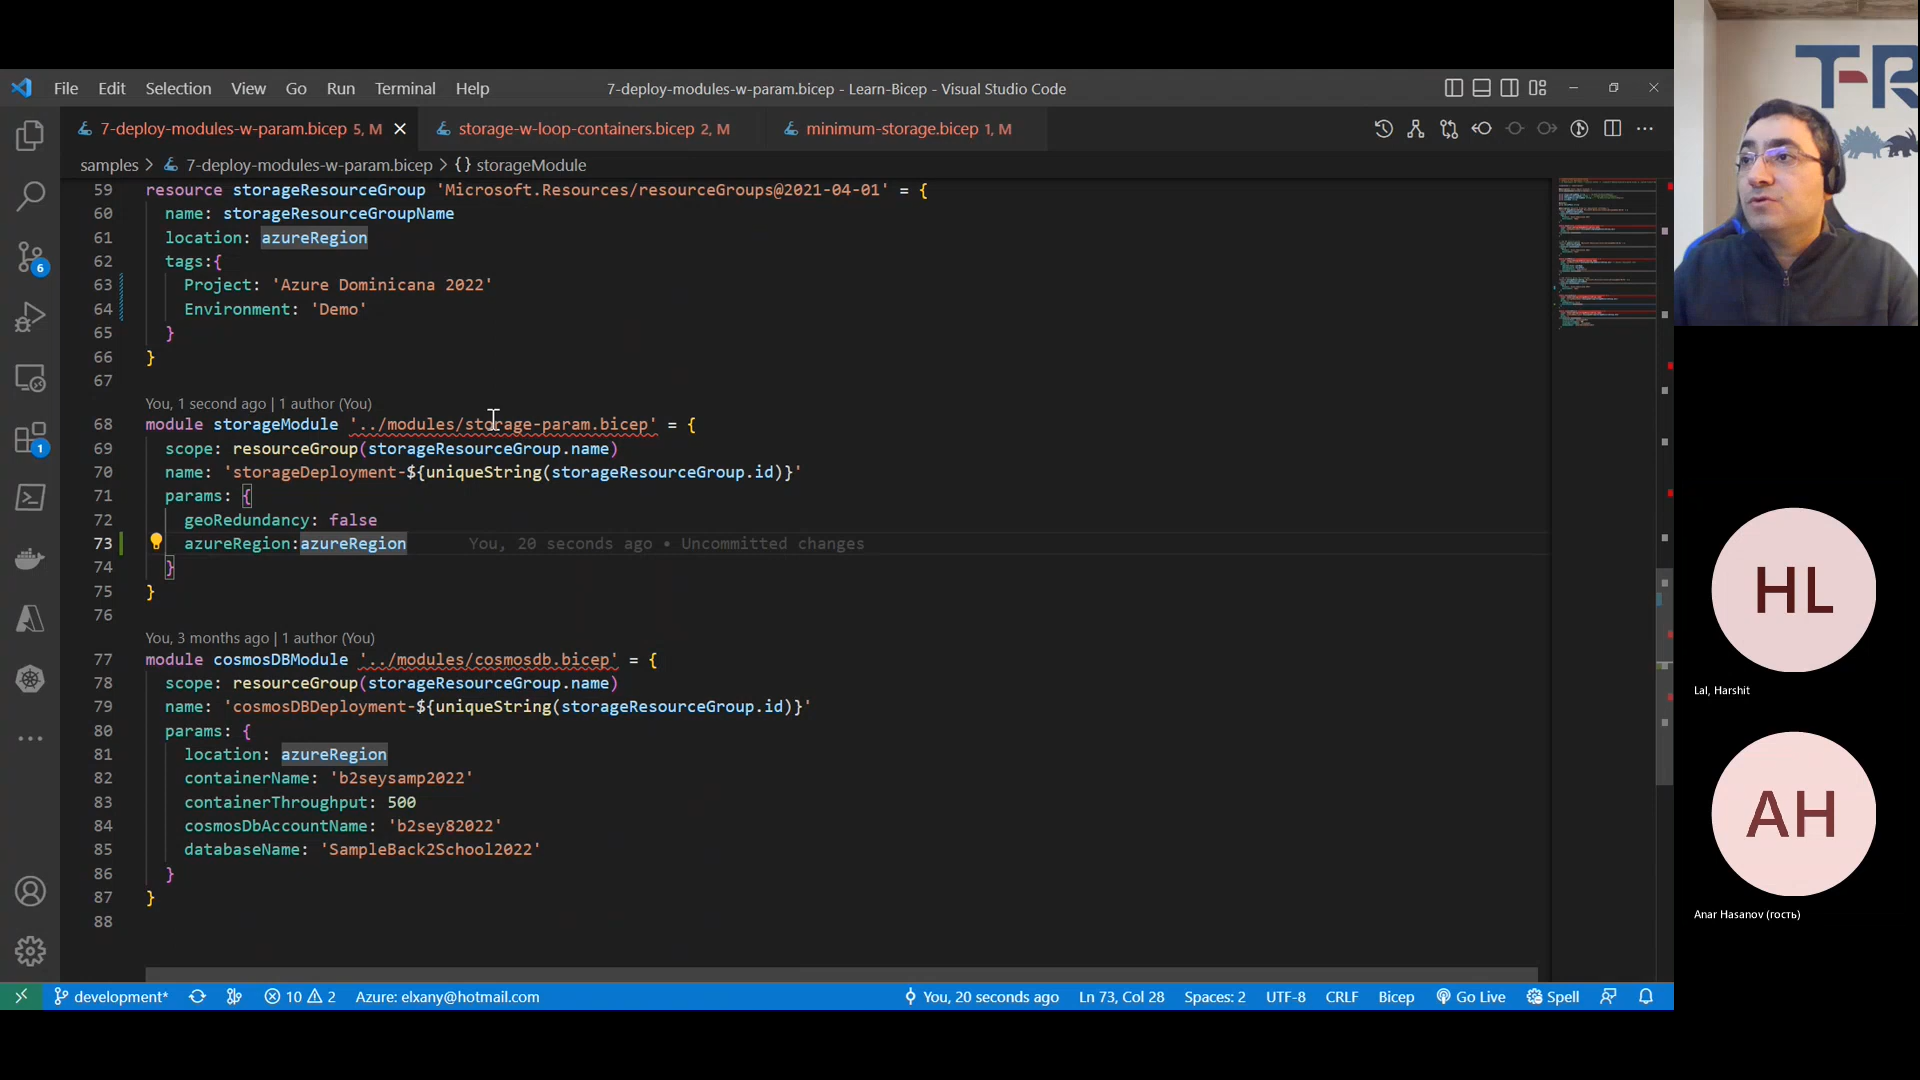 File Edit Selection View Go Run Terminal Help
7-deploy-modules-w-param.bicep - Learn-Bicep - Visual Studio Code
7-deploy-modules-w-param.bicep 5, M
storage-w-loop-containers.bicep 2, M
minimum-storage.bicep 1, M
samples > 7-deploy-modules-w-param.bicep > {} storageModule
59 resource storageResourceGroup 'Microsoft.Resources/resourceGroups@2021-04-01' = {
60 name: storageResourceGroupName
61 location: azureRegion
62 tags:{
63 Project: 'Azure Dominicana 2022'
64 Environment: 'Demo'
65 }
66 }
67
You, 1 second ago | 1 author (You)
68 module storageModule '../modules/storage-param.bicep' = {
69 scope: resourceGroup(storageResourceGroup.name)
70 name: 'storageDeployment-${uniqueString(storageResourceGroup.id)}'
71 params: {
72 geoRedundancy: false
73 azureRegion:azureRegion You, 20 seconds ago • Uncommitted changes
74 }
75 }
76
You, 3 months ago | 1 author (You)
77 module cosmosDBModule '../modules/cosmosdb.bicep' = {
78 scope: resourceGroup(storageResourceGroup.name)
79 name: 'cosmosDBDeployment-${uniqueString(storageResourceGroup.id)}'
80 params: {
81 location: azureRegion
82 containerName: 'b2seysamp2022'
83 containerThroughput: 500
84 cosmosDbAccountName: 'b2sey82022'
85 databaseName: 'SampleBack2School2022'
86 }
87 }
88
6
1
development* 10 2 Azure: elxany@hotmail.com
You, 20 seconds ago Ln 73, Col 28 Spaces: 2 UTF-8 CRLF Bicep Go Live Spell
T-R
HL
Lal, Harshit
AH
Anar Hasanov (гость)